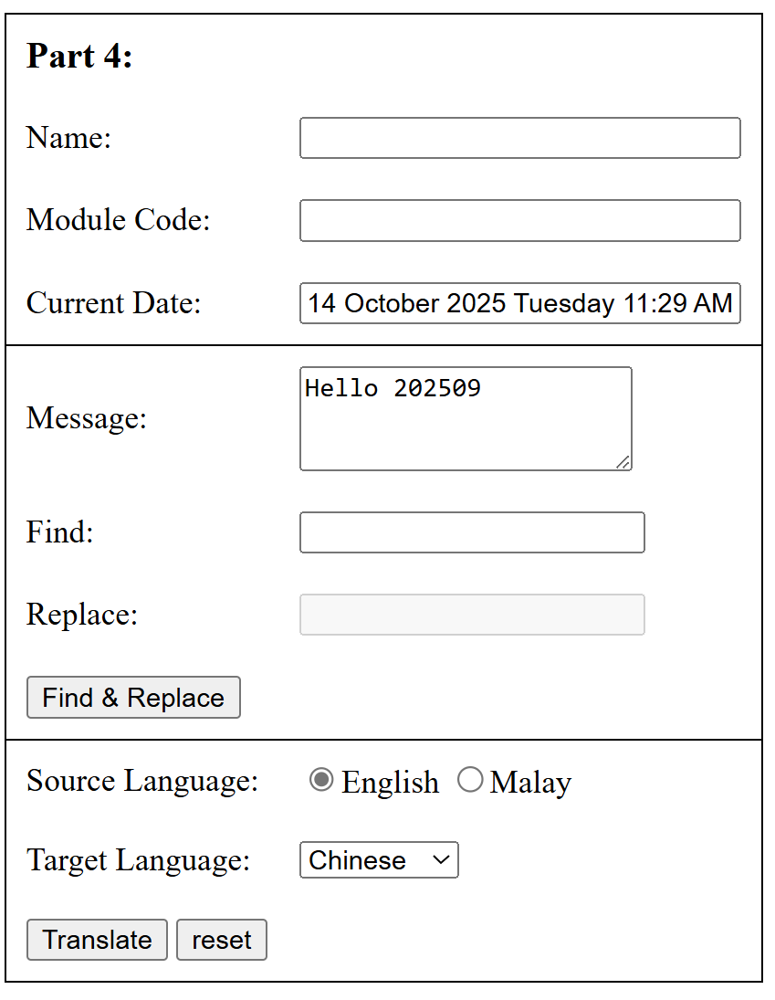 Part 4:
Name:
Module Code:
Current Date: 14 October 2025 Tuesday 11:29 AM
Message: Hello 202509
Find:
Replace:
Find & Replace
Source Language: English Malay
Target Language: Chinese
Translate reset